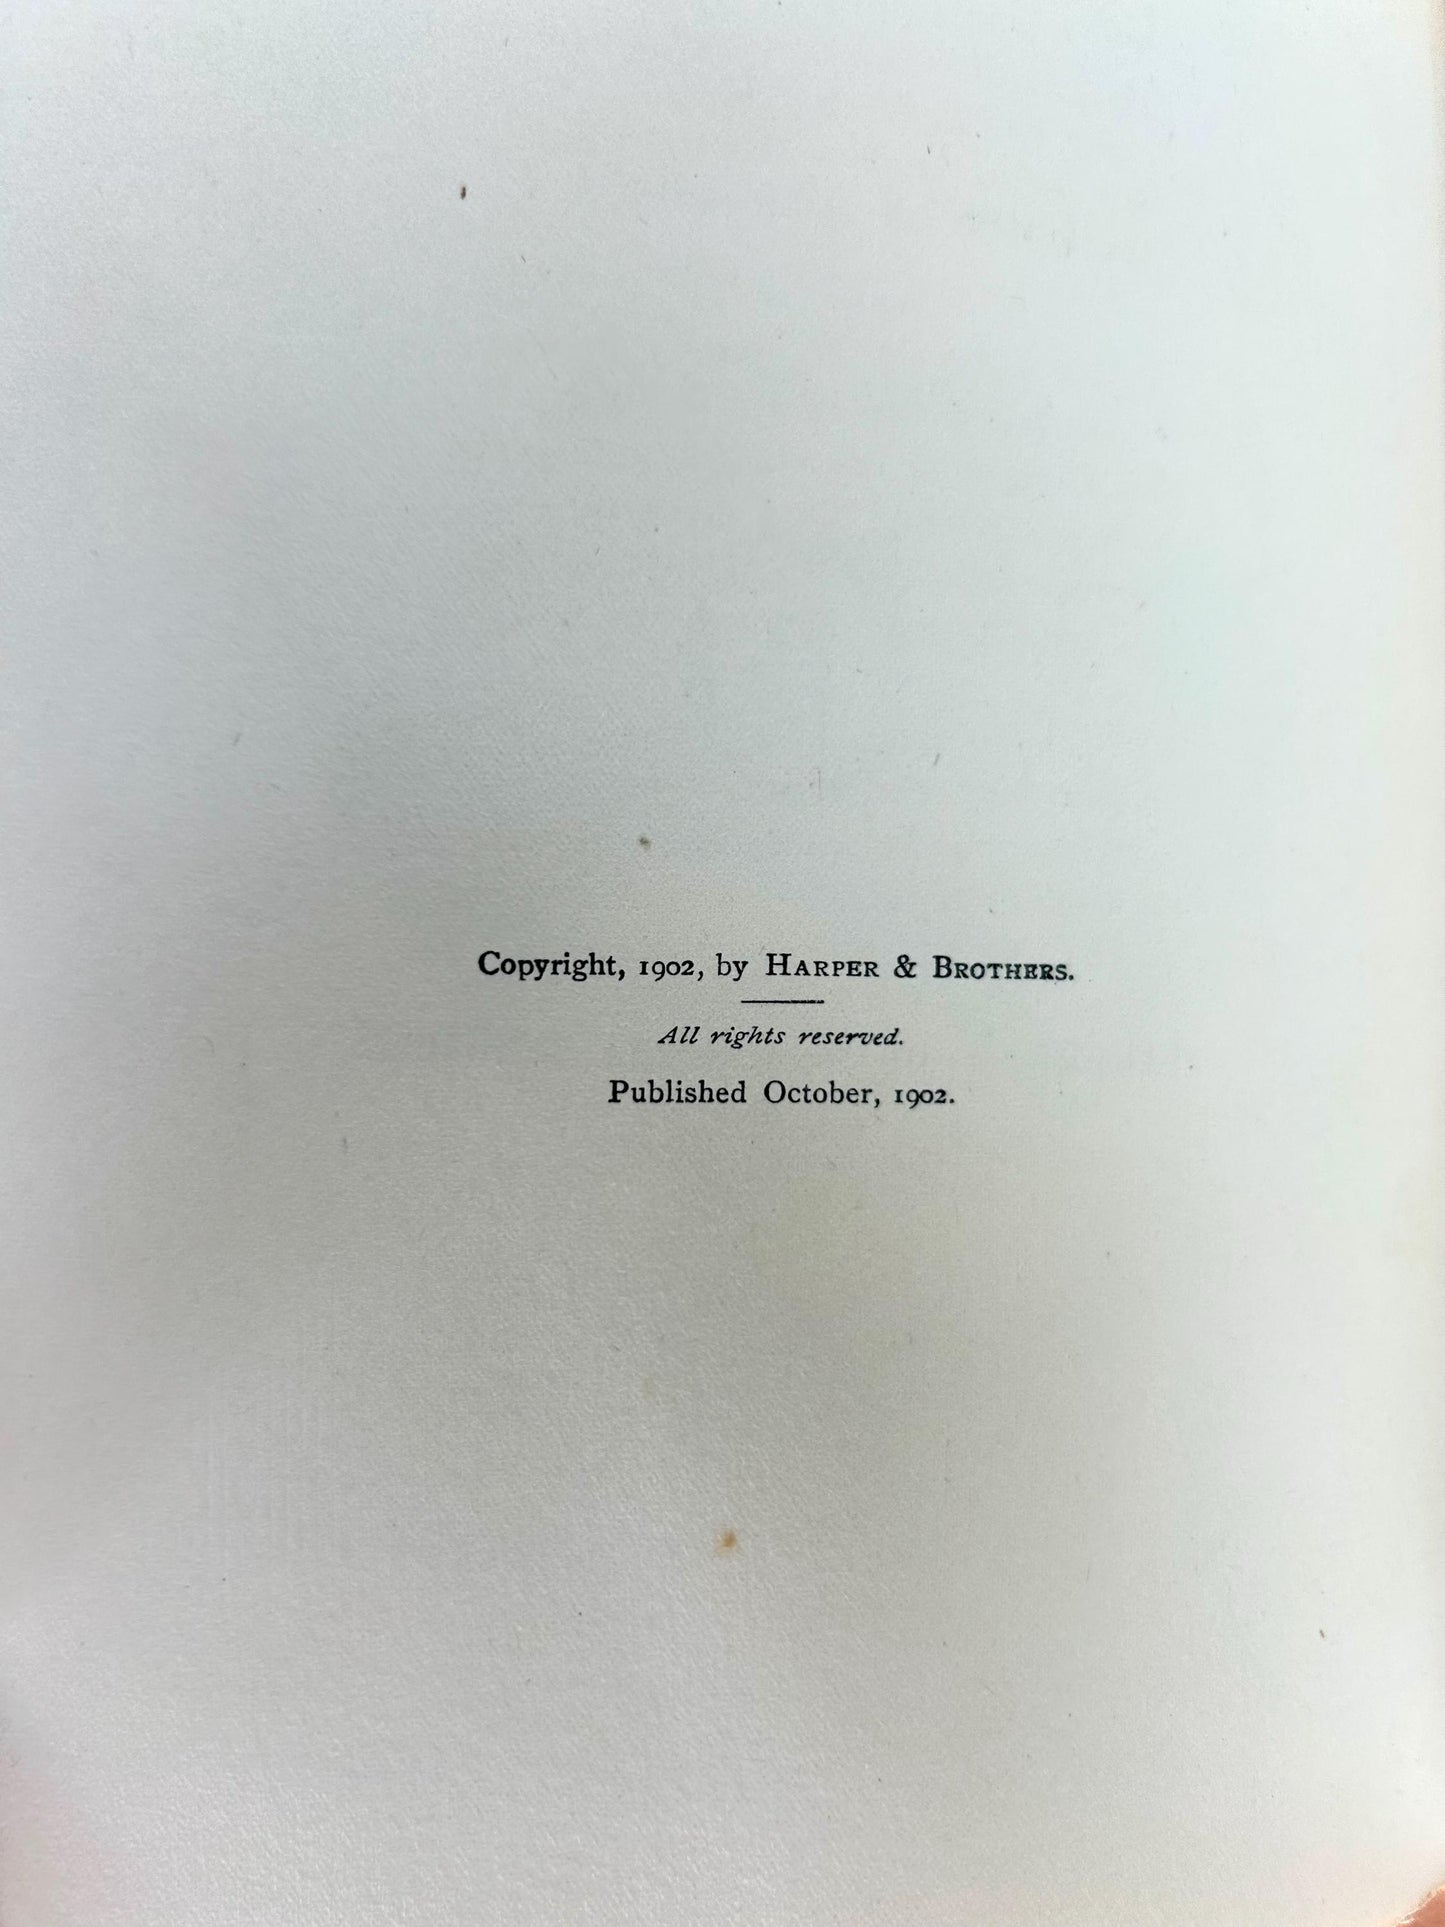 Copyright, 1902, by HARPER & BROTHERS.
All rights reserved.
Published October, 1902.